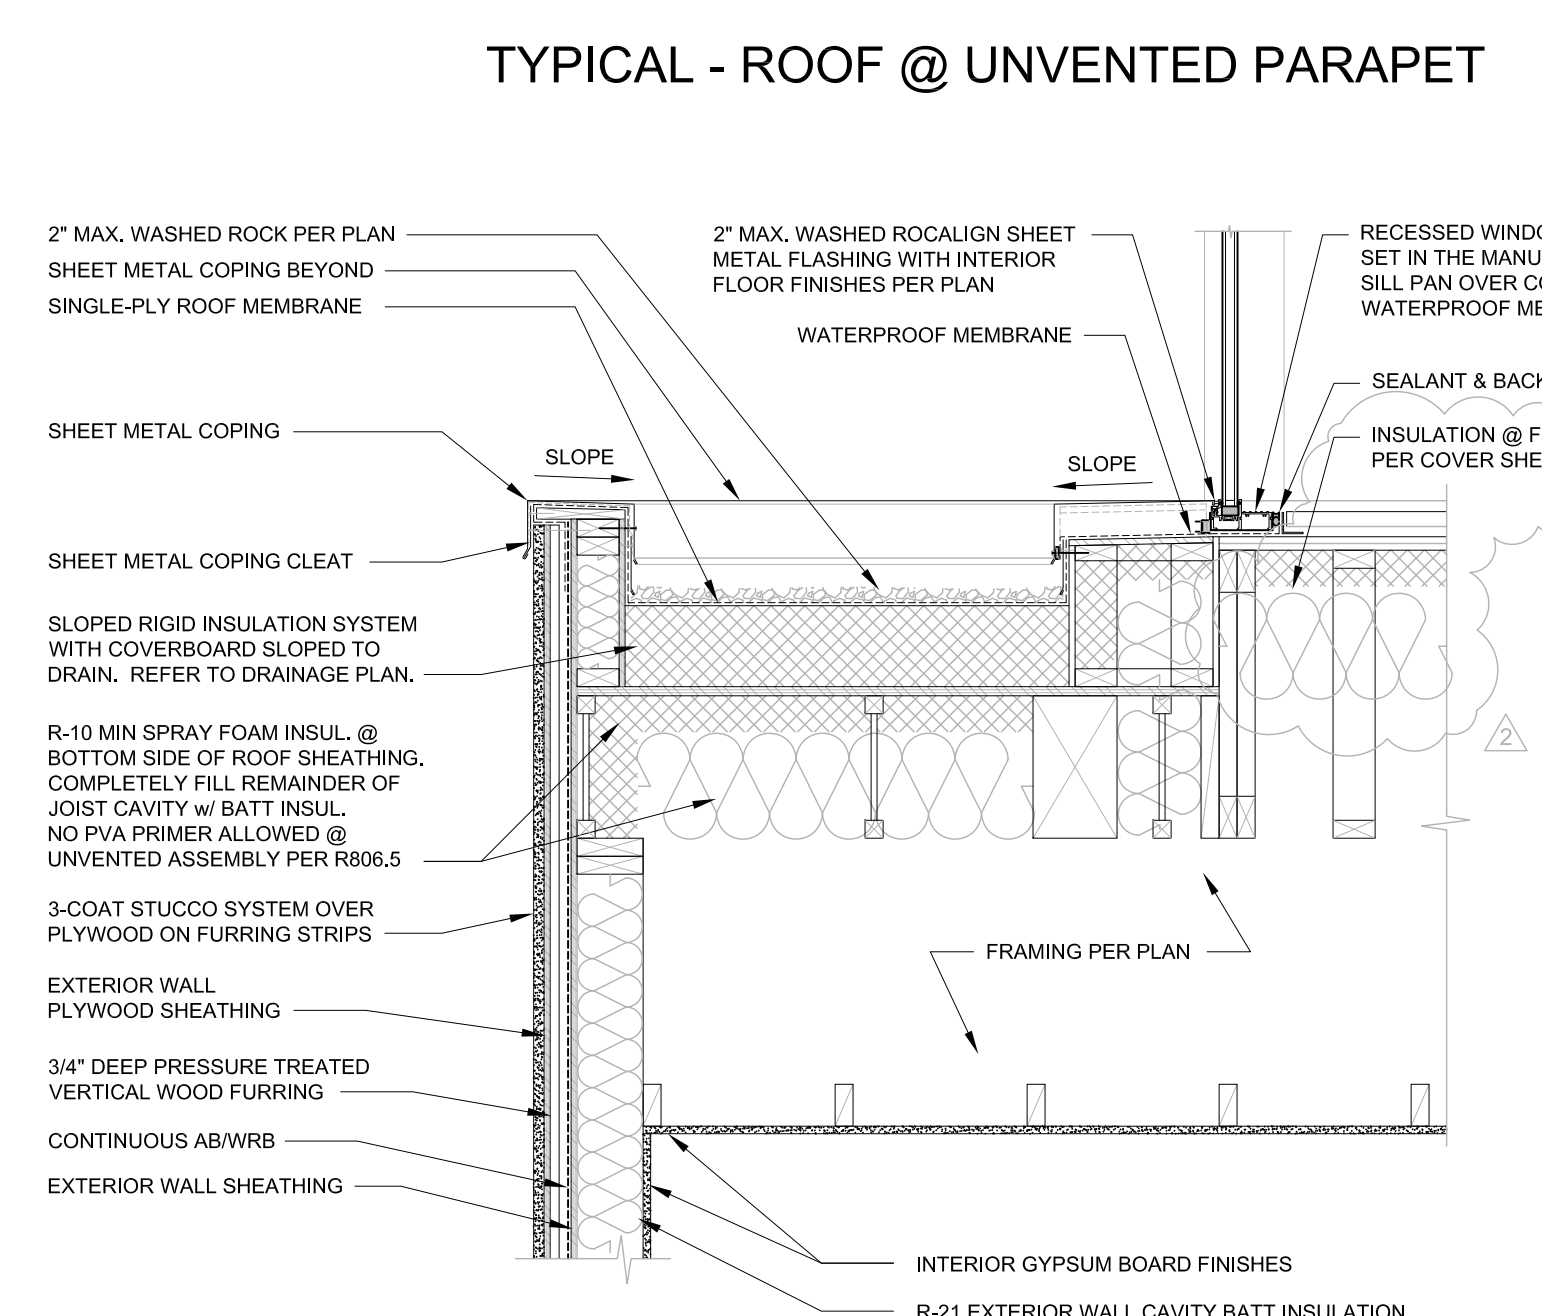 TYPICAL - ROOF @ UNVENTED PARAPET
2" MAX. WASHED ROCK PER PLAN
SHEET METAL COPING BEYOND
SINGLE-PLY ROOF MEMBRANE
2" MAX. WASHED ROCALIGN SHEET
METAL FLASHING WITH INTERIOR
FLOOR FINISHES PER PLAN
WATERPROOF MEMBRANE
RECESSED WINDO
SET IN THE MANU
SILL PAN OVER CO
WATERPROOF ME
SEALANT & BACK
INSULATION @ F
PER COVER SHE
SHEET METAL COPING
SLOPE
SLOPE
SHEET METAL COPING CLEAT
SLOPED RIGID INSULATION SYSTEM
WITH COVERBOARD SLOPED TO
DRAIN. REFER TO DRAINAGE PLAN.
R-10 MIN SPRAY FOAM INSUL. @
BOTTOM SIDE OF ROOF SHEATHING.
COMPLETELY FILL REMAINDER OF
JOIST CAVITY w/ BATT INSUL.
NO PVA PRIMER ALLOWED @
UNVENTED ASSEMBLY PER R806.5
2
3-COAT STUCCO SYSTEM OVER
PLYWOOD ON FURRING STRIPS
FRAMING PER PLAN
EXTERIOR WALL
PLYWOOD SHEATHING
3/4" DEEP PRESSURE TREATED
VERTICAL WOOD FURRING
CONTINUOUS AB/WRB
EXTERIOR WALL SHEATHING
INTERIOR GYPSUM BOARD FINISHES
R-21 EXTERIOR WALL CAVITY BATT INSULATION